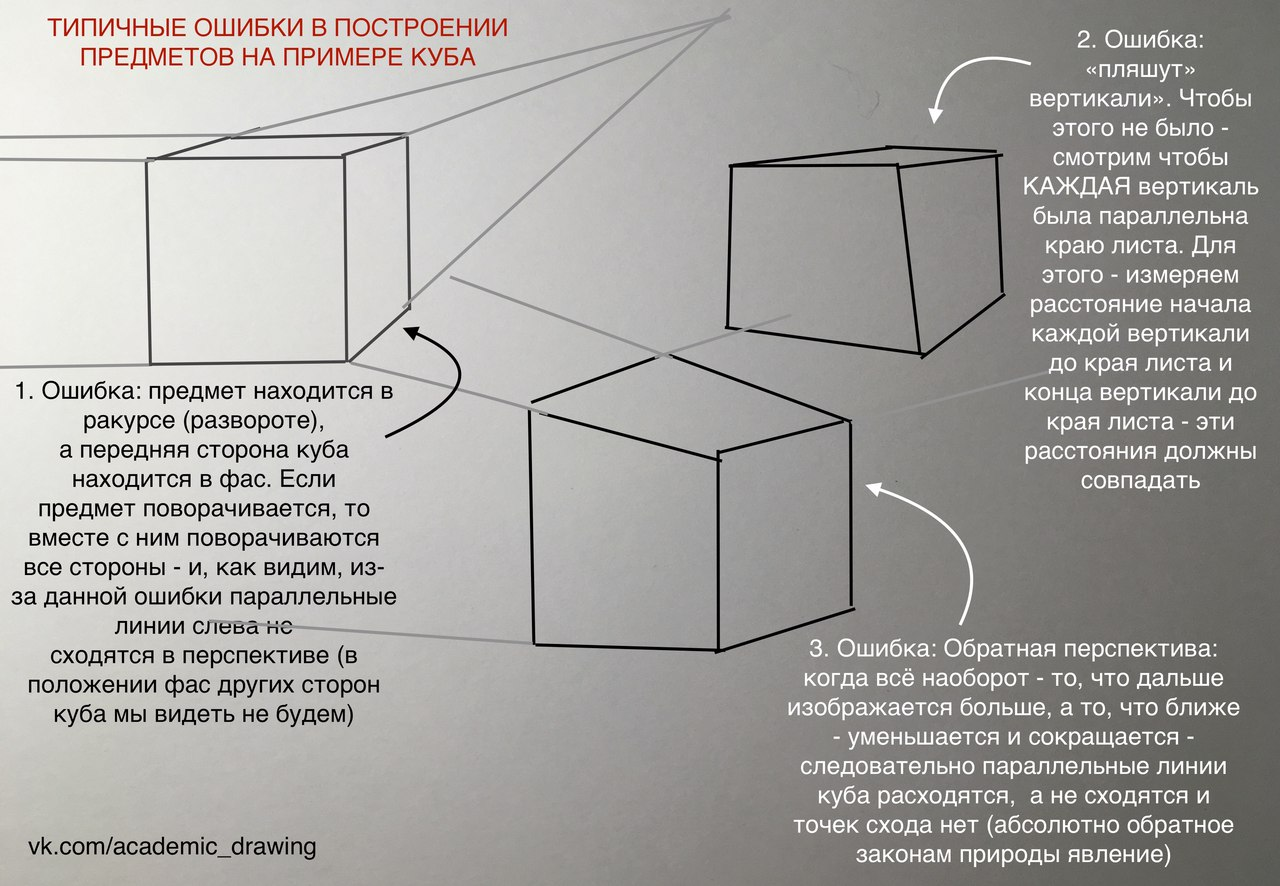 ТИПИЧНЫЕ ОШИБКИ В ПОСТРОЕНИИ
ПРЕДМЕТОВ НА ПРИМЕРЕ КУБА
1. Ошибка: предмет находится в
ракурсе (развороте),
а передняя сторона куба
находится в фас. Если
предмет поворачивается, то
вместе с ним поворачиваются
все стороны - и, как видим, из-
за данной ошибки параллельные
линии слева не
сходятся в перспективе (в
положении фас других сторон
куба мы видеть не будем)
2. Ошибка:
«пляшут»
вертикали». Чтобы
этого не было -
смотрим чтобы
КАЖДАЯ вертикаль
была параллельна
краю листа. Для
этого - измеряем
расстояние начала
каждой вертикали
до края листа и
конца вертикали до
края листа - эти
расстояния должны
совпадать
3. Ошибка: Обратная перспектива:
когда всё наоборот - то, что дальше
изображается больше, а то, что ближе
- уменьшается и сокращается -
следовательно параллельные линии
куба расходятся, а не сходятся и
точек схода нет (абсолютно обратное
законам природы явление)
vk.com/academic_drawing